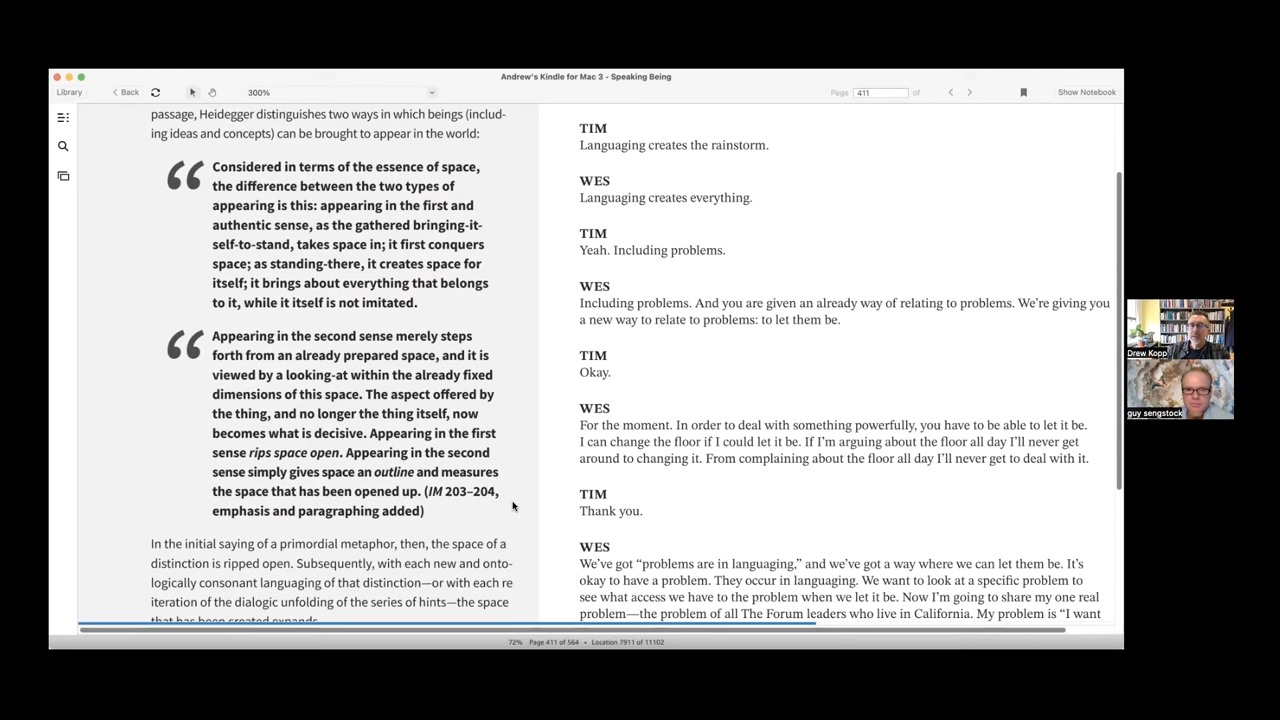 Andrew's Kindle for Mac 3 - Speaking Being
Library
Back
300%
Page
411
of
Show Notebook
passage, Heidegger distinguishes two ways in which beings (includ-
ing ideas and concepts) can be brought to appear in the world:
“
Considered in terms of the essence of space,
the difference between the two types of
appearing is this: appearing in the first and
authentic sense, as the gathered bringing-it-
self-to-stand, takes space in; it first conquers
space; as standing-there, it creates space for
itself; it brings about everything that belongs
to it, while it itself is not imitated.
“
Appearing in the second sense merely steps
forth from an already prepared space, and it is
viewed by a looking-at within the already fixed
dimensions of this space. The aspect offered by
the thing, and no longer the thing itself, now
becomes what is decisive. Appearing in the first
sense rips space open. Appearing in the second
sense simply gives space an outline and measures
the space that has been opened up. (IM 203–204,
emphasis and paragraphing added)
In the initial saying of a primordial metaphor, then, the space of a
distinction is ripped open. Subsequently, with each new and onto-
logically consonant languaging of that distinction—or with each re
iteration of the dialogic unfolding of the series of hints—the space
that has been created expands
TIM
Languaging creates the rainstorm.
WES
Languaging creates everything.
TIM
Yeah. Including problems.
WES
Including problems. And you are given an already way of relating to problems. We’re giving you
a new way to relate to problems: to let them be.
TIM
Okay.
WES
For the moment. In order to deal with something powerfully, you have to be able to let it be.
I can change the floor if I could let it be. If I’m arguing about the floor all day I’ll never get
around to changing it. From complaining about the floor all day I’ll never get to deal with it.
TIM
Thank you.
WES
We’ve got “problems are in languaging,” and we’ve got a way where we can let them be. It’s
okay to have a problem. They occur in languaging. We want to look at a specific problem to
see what access we have to the problem when we let it be. Now I’m going to share my one real
problem—the problem of all The Forum leaders who live in California. My problem is “I want
72% Page 411 of 564 • Location 7911 of 11102
Drew Kopp
guy sengstock